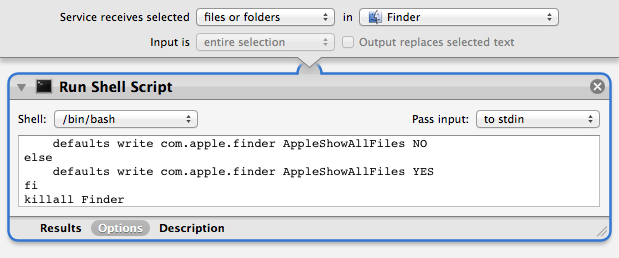 Service receives selected files or folders in Finder
Input is entire selection Output replaces selected text
Run Shell Script
Shell: /bin/bash Pass input: to stdin
    defaults write com.apple.finder AppleShowAllFiles NO
else
    defaults write com.apple.finder AppleShowAllFiles YES
fi
killall Finder
Results Options Description